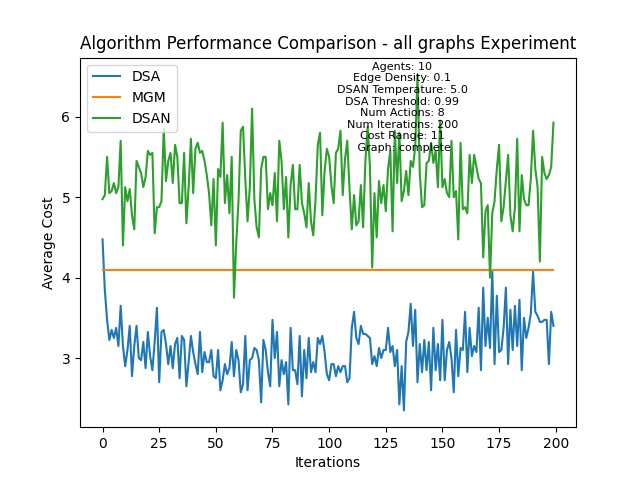 Algorithm Performance Comparison - all graphs Experiment
DSA
MGM
DSAN
Agents: 10
Edge Density: 0.1
DSAN Temperature: 5.0
DSA Threshold: 0.99
Num Actions: 8
Num Iterations: 200
Cost Range: 11
Graph: complete
Average Cost
6
5
4
3
0
25
50
75
100
125
150
175
200
Iterations